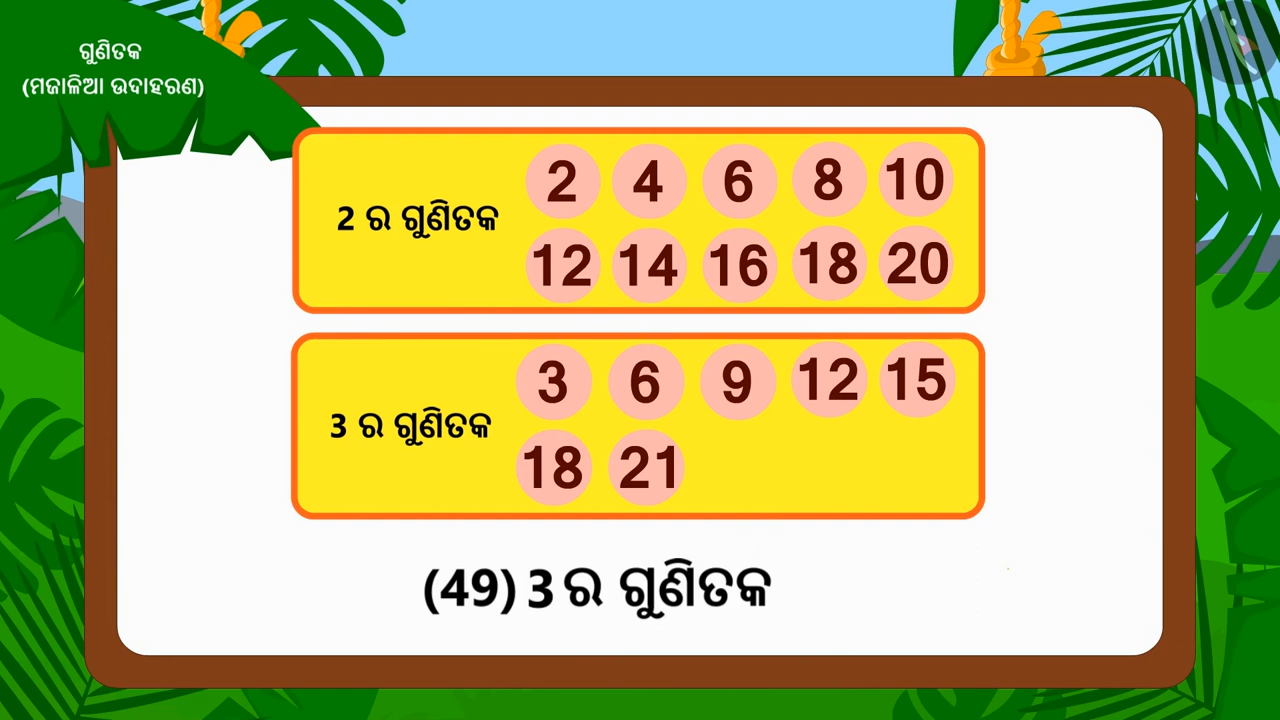 ଗୁଣିତକ
(ମଜାଳିଆ ଉଦାହରଣ)
2 ର ଗୁଣିତକ
2 4 6 8 10
12 14 16 18 20
3 ର ଗୁଣିତକ
3 6 9 12 15
18 21
(49) 3 ର ଗୁଣିତକ